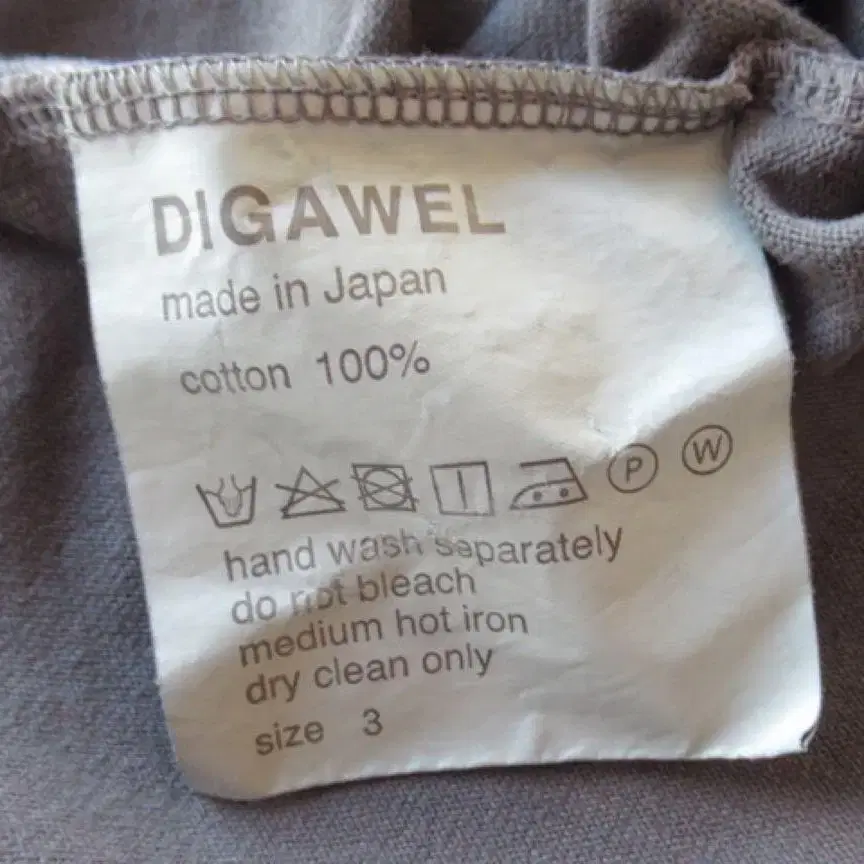 DIGAWEL
made in Japan
cotton 100%
P W
hand wash separately
do not bleach
medium hot iron
dry clean only
size 3